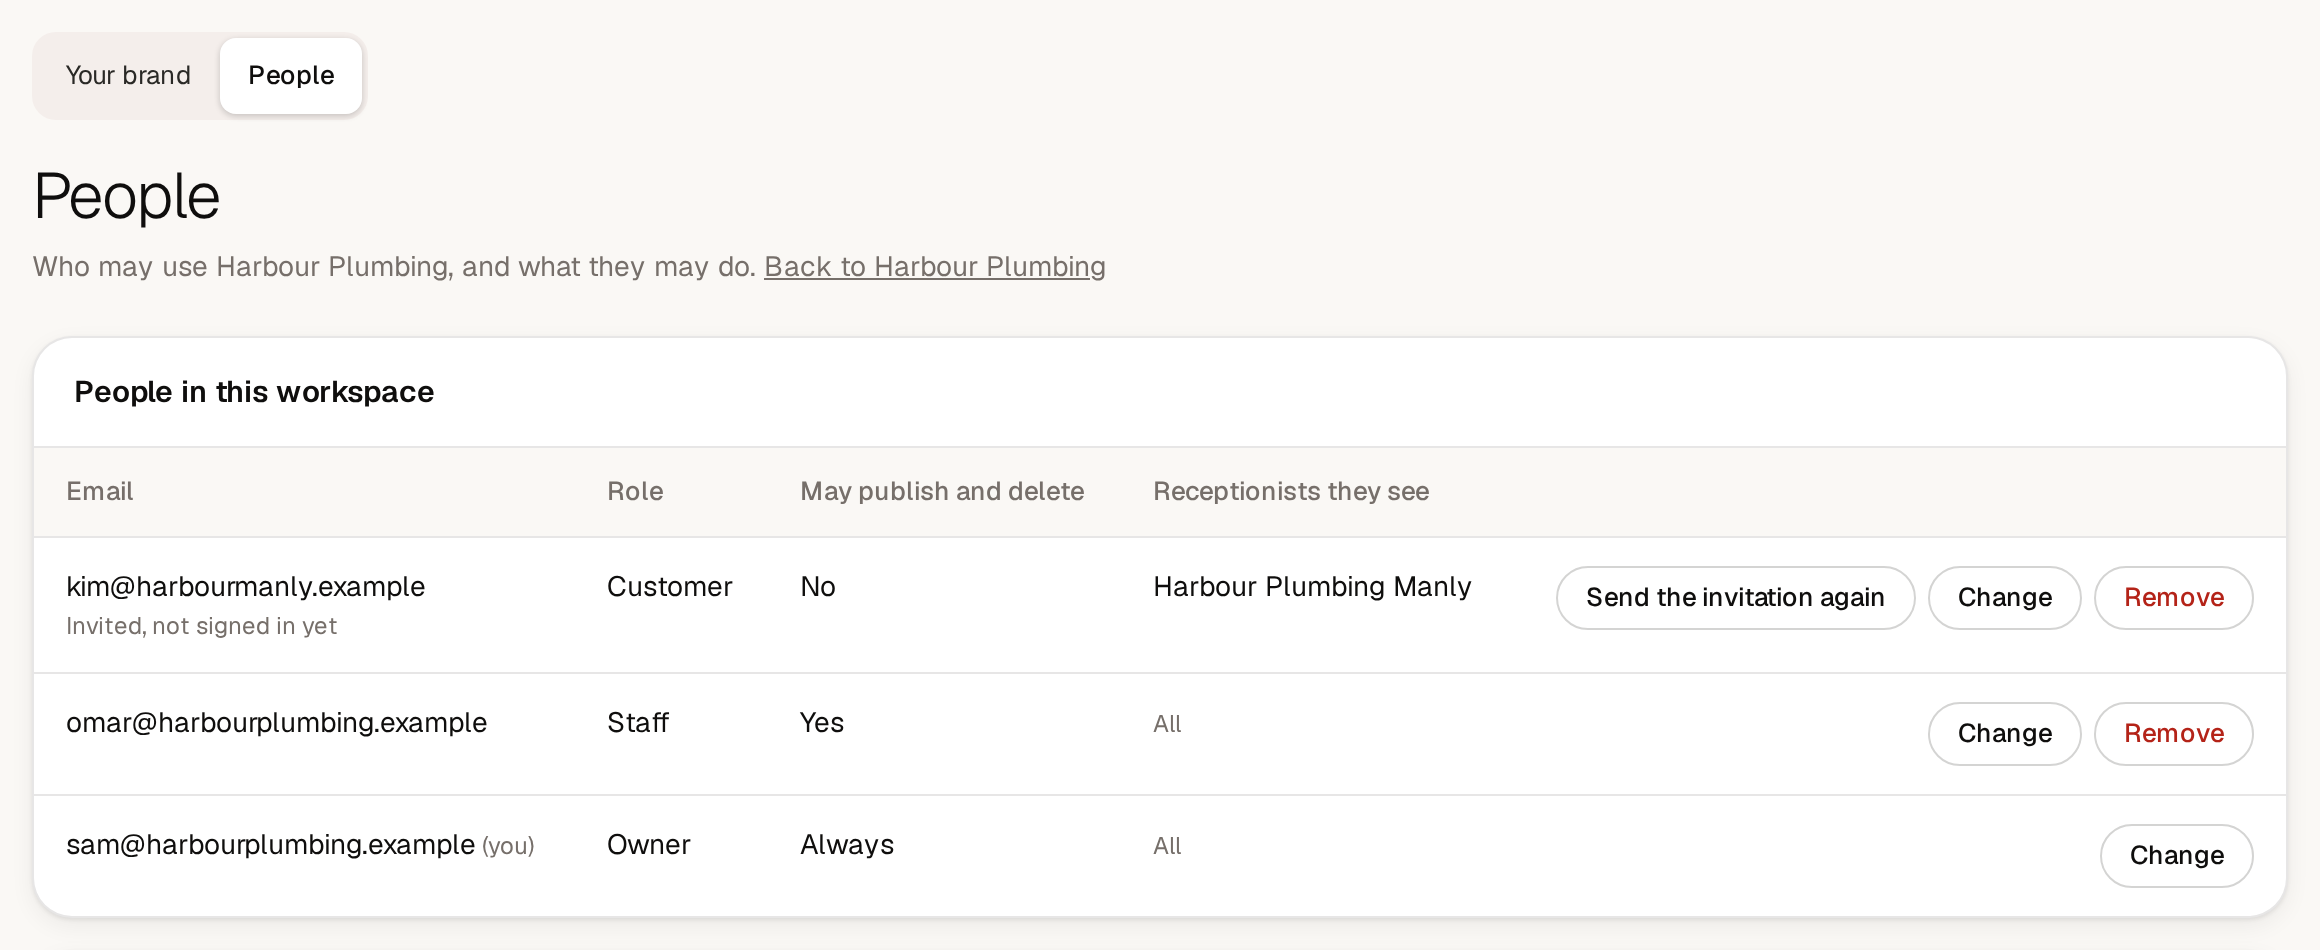 Your brand People
People
Who may use Harbour Plumbing, and what they may do. Back to Harbour Plumbing
People in this workspace
Email Role May publish and delete Receptionists they see
kim@harbourmanly.example Customer No Harbour Plumbing Manly Send the invitation again Change Remove
Invited, not signed in yet
omar@harbourplumbing.example Staff Yes All Change Remove
sam@harbourplumbing.example (you) Owner Always All Change